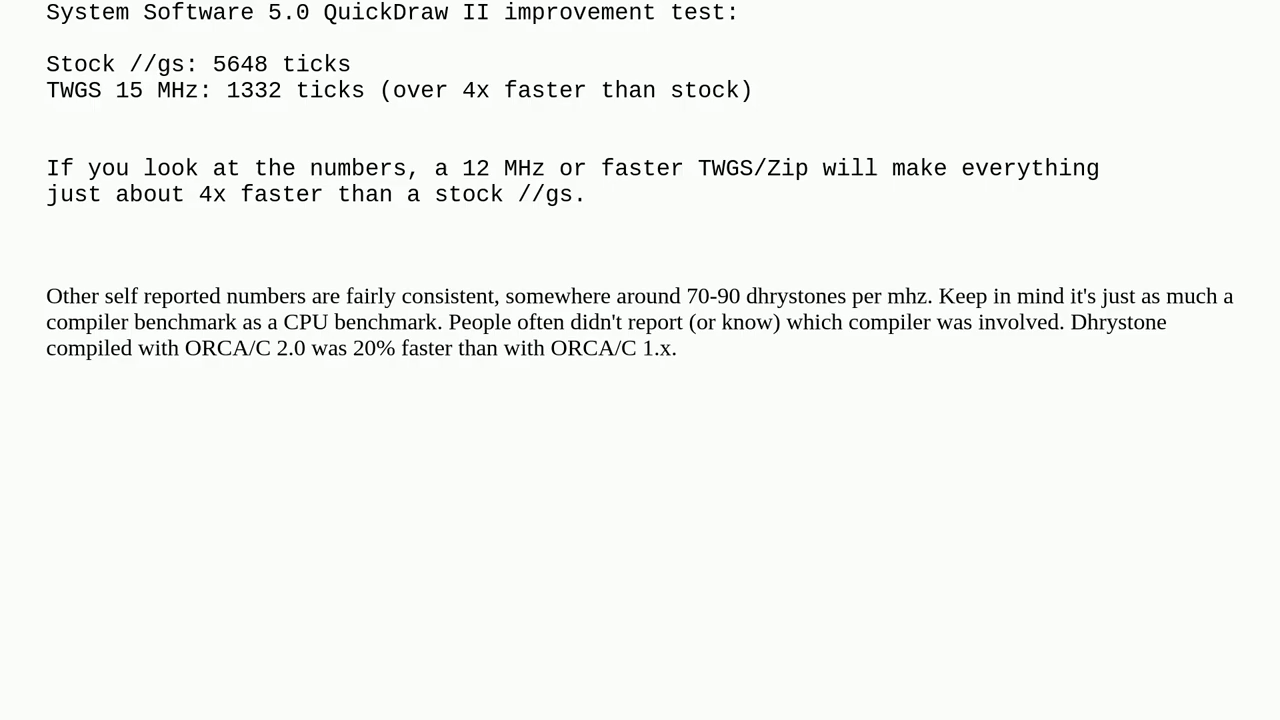 System Software 5.0 QuickDraw II improvement test:
Stock //gs: 5648 ticks
TWGS 15 MHz: 1332 ticks (over 4x faster than stock)
If you look at the numbers, a 12 MHz or faster TWGS/Zip will make everything
just about 4x faster than a stock //gs.
Other self reported numbers are fairly consistent, somewhere around 70-90 dhrystones per mhz. Keep in mind it's just as much a
compiler benchmark as a CPU benchmark. People often didn't report (or know) which compiler was involved. Dhrystone
compiled with ORCA/C 2.0 was 20% faster than with ORCA/C 1.x.